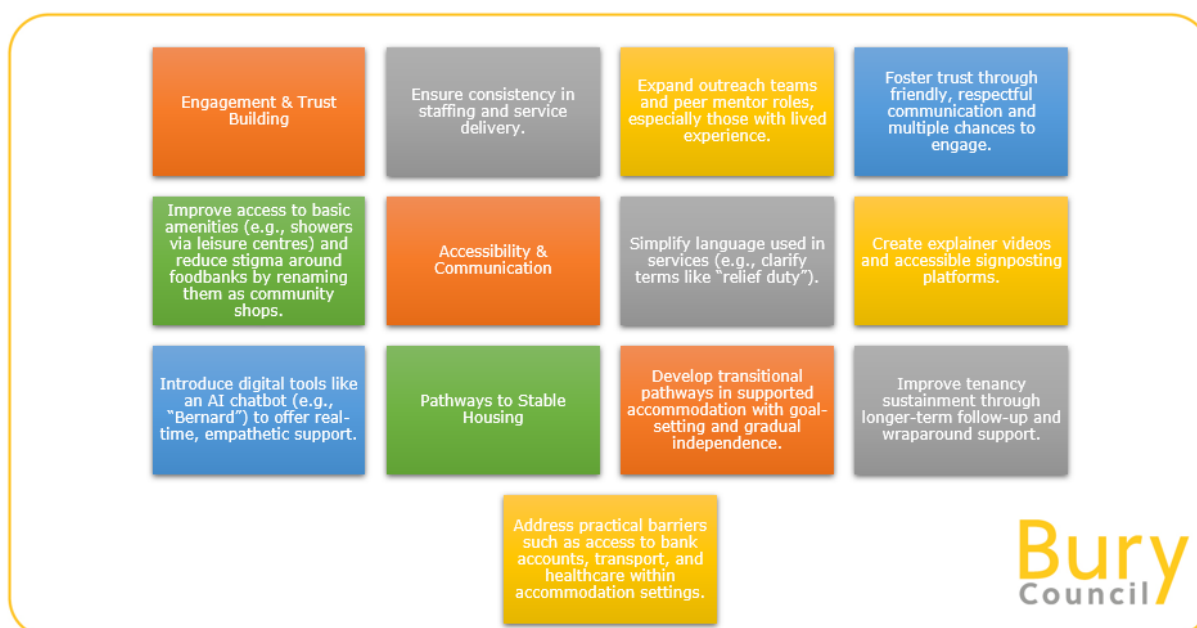 Engagement & Trust
Building
Ensure consistency in
staffing and service
delivery.
Expand outreach teams
and peer mentor roles,
especially those with lived
experience.
Foster trust through
friendly, respectful
communication and
multiple chances to
engage.
Improve access to basic
amenities (e.g., showers
via leisure centres) and
reduce stigma around
foodbanks by renaming
them as community
shops.
Accessibility &
Communication
Simplify language used in
services (e.g., clarify
terms like “relief duty”).
Create explainer videos
and accessible signposting
platforms.
Introduce digital tools like
an AI chatbot (e.g.,
“Bernard”) to offer real-
time, empathetic support.
Pathways to Stable
Housing
Develop transitional
pathways in supported
accommodation with goal-
setting and gradual
independence.
Improve tenancy
sustainment through
longer-term follow-up and
wraparound support.
Address practical barriers
such as access to bank
accounts, transport, and
healthcare within
accommodation settings.
Bury
Council